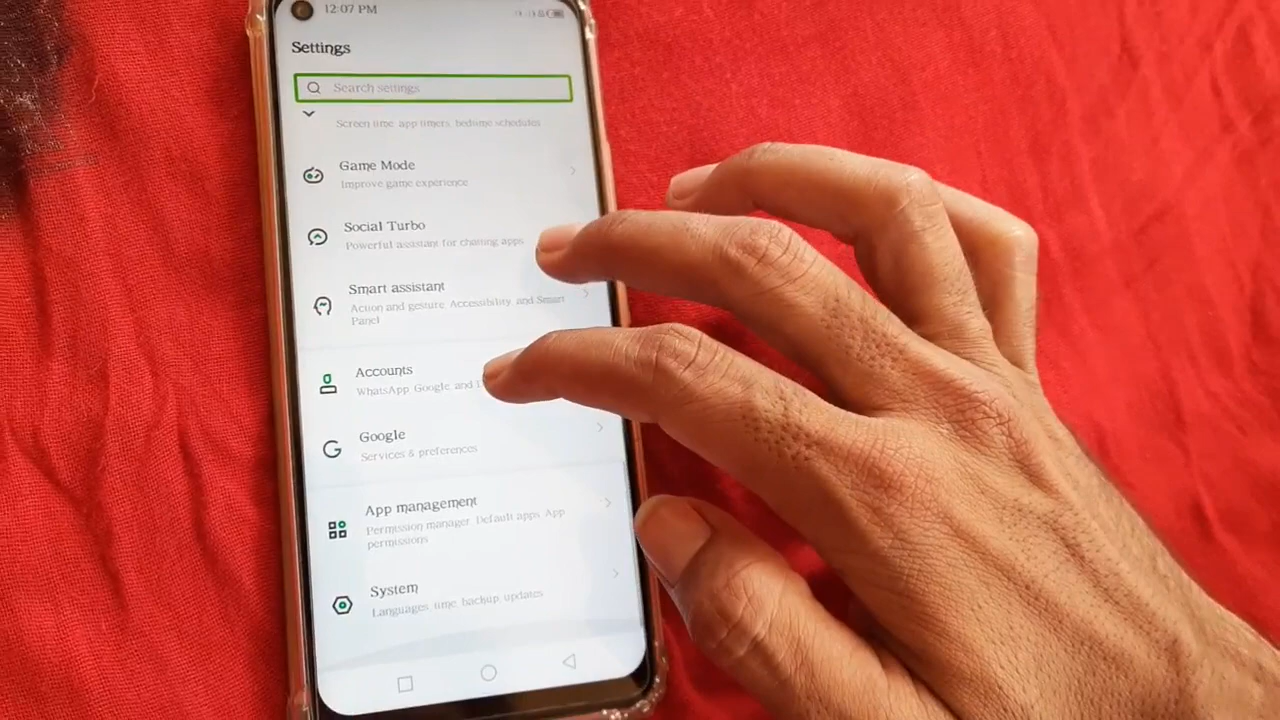 12:07 PM
Settings
Search settings
Screen time, app timers, bedtime schedules
Game Mode
Improve game experience
Social Turbo
Powerful assistant for chating apps
Smart assistant
Action and gesture, Accessibility, and Smart
Panel
Accounts
WhatsApp, Google, and
Google
Services & preferences
App management
Permission manager, Default apps, App
permissions
System
Languages, time, backup, updates